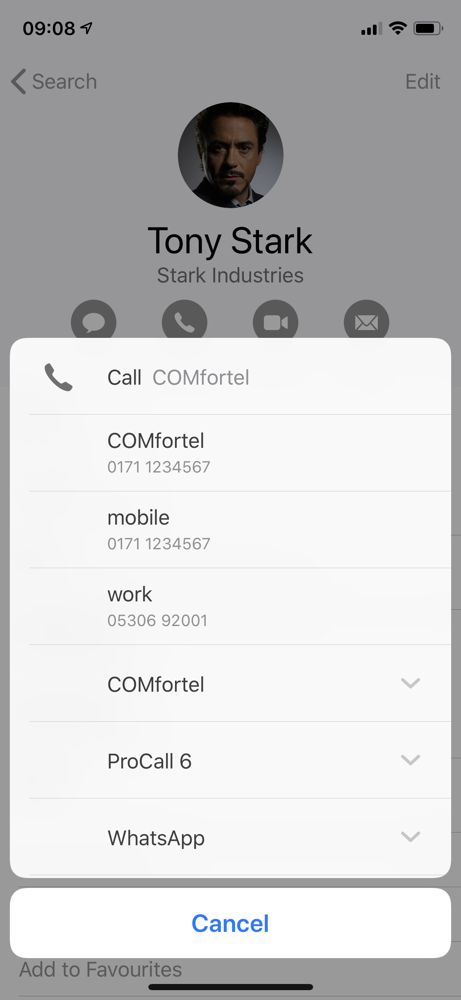 09:08
Search Edit
Tony Stark
Stark Industries
Call COMfortel
COMfortel
0171 1234567
mobile
0171 1234567
work
05306 92001
COMfortel
ProCall 6
WhatsApp
Cancel
Add to Favourites